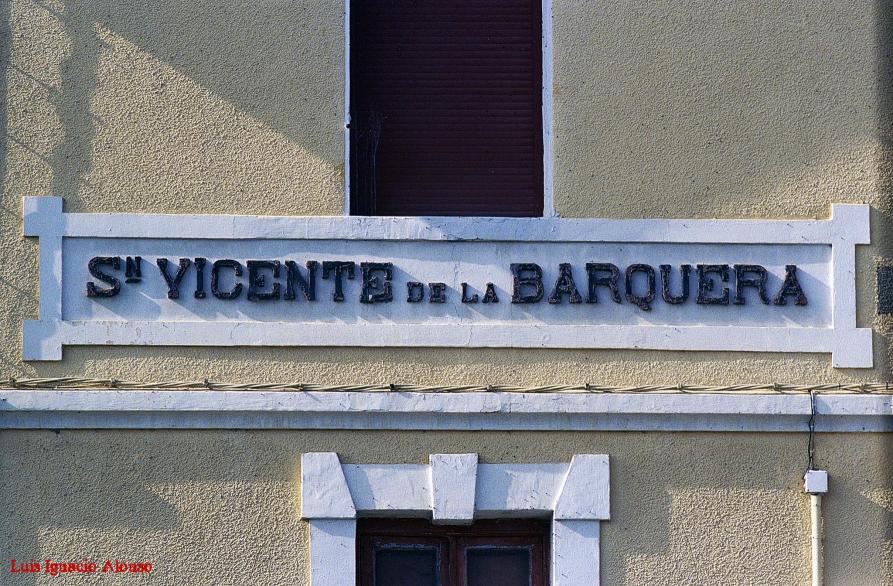 Sᴺ VICENTE DE LA BARQUERA
Luis Ignacio Alonso